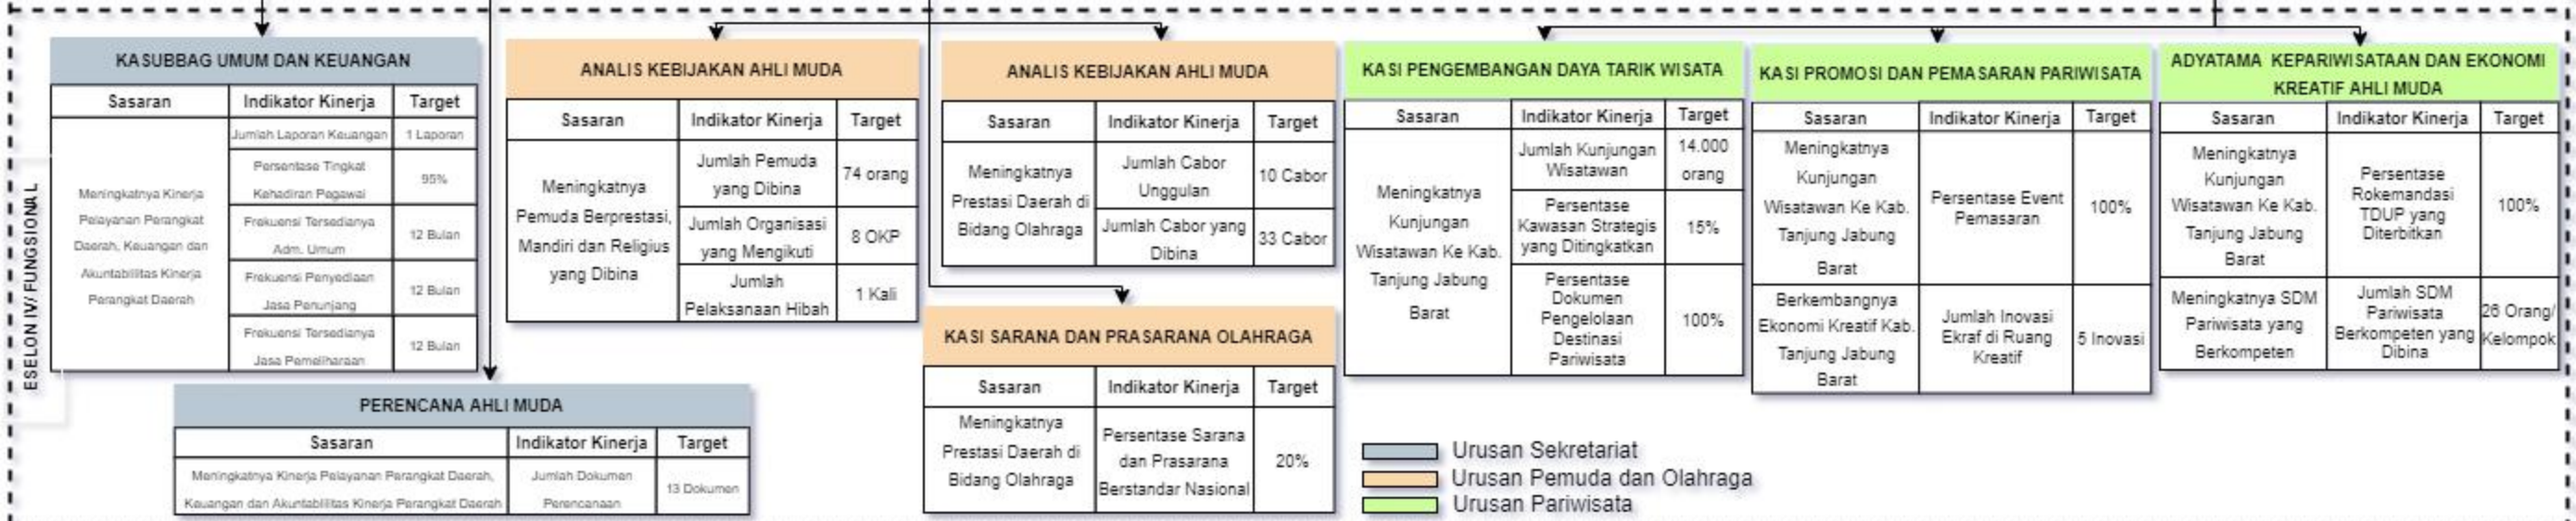 ESELON IV/ FUNGSIONAL
KASUBBAG UMUM DAN KEUANGAN
Sasaran
Indikator Kinerja
Target
Meningkatnya Kinerja
Pelayanan Perangkat
Daerah, Keuangan dan
Akuntabilitas Kinerja
Perangkat Daerah
Jumlah Laporan Keuangan
1 Laporan
Persentase Tingkat
Kehadiran Pegawai
95%
Frekuensi Tersedianya
Adm. Umum
12 Bulan
Frekuensi Penyediaan
Jasa Penunjang
12 Bulan
Frekuensi Tersedianya
Jasa Pemeliharaan
12 Bulan
PERENCANA AHLI MUDA
Sasaran
Indikator Kinerja
Target
Meningkatnya Kinerja Pelayanan Perangkat Daerah,
Keuangan dan Akuntabilitas Kinerja Perangkat Daerah
Jumlah Dokumen
Perencanaan
13 Dokumen
ANALIS KEBIJAKAN AHLI MUDA
Sasaran
Indikator Kinerja
Target
Meningkatnya
Pemuda Berprestasi,
Mandiri dan Religius
yang Dibina
Jumlah Pemuda
yang Dibina
74 orang
Jumlah Organisasi
yang Mengikuti
8 OKP
Jumlah
Pelaksanaan Hibah
1 Kali
ANALIS KEBIJAKAN AHLI MUDA
Sasaran
Indikator Kinerja
Target
Meningkatnya
Prestasi Daerah di
Bidang Olahraga
Jumlah Cabor
Unggulan
10 Cabor
Jumlah Cabor yang
Dibina
33 Cabor
KASI SARANA DAN PRASARANA OLAHRAGA
Sasaran
Indikator Kinerja
Target
Meningkatnya
Prestasi Daerah di
Bidang Olahraga
Persentase Sarana
dan Prasarana
Berstandar Nasional
20%
KASI PENGEMBANGAN DAYA TARIK WISATA
Sasaran
Indikator Kinerja
Target
Meningkatnya
Kunjungan
Wisatawan Ke Kab.
Tanjung Jabung
Barat
Jumlah Kunjungan
Wisatawan
14.000
orang
Persentase
Kawasan Strategis
yang Ditingkatkan
15%
Persentase
Dokumen
Pengelolaan
Destinasi
Pariwisata
100%
KASI PROMOSI DAN PEMASARAN PARIWISATA
Sasaran
Indikator Kinerja
Target
Meningkatnya
Kunjungan
Wisatawan Ke Kab.
Tanjung Jabung
Barat
Persentase Event
Pemasaran
100%
Berkembangnya
Ekonomi Kreatif Kab.
Tanjung Jabung
Barat
Jumlah Inovasi
Ekraf di Ruang
Kreatif
5 Inovasi
ADYATAMA KEPARIWISATAAN DAN EKONOMI
KREATIF AHLI MUDA
Sasaran
Indikator Kinerja
Target
Meningkatnya
Kunjungan
Wisatawan Ke Kab.
Tanjung Jabung
Barat
Persentase
Rokemandasi
TDUP yang
Diterbitkan
100%
Meningkatnya SDM
Pariwisata yang
Berkompeten
Jumlah SDM
Pariwisata
Berkompeten yang
Dibina
26 Orang/
Kelompok
Urusan Sekretariat
Urusan Pemuda dan Olahraga
Urusan Pariwisata